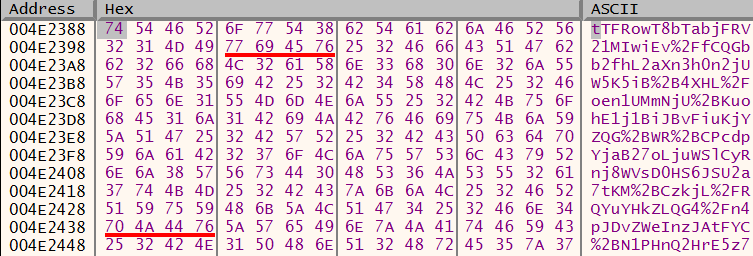 Address Hex ASCII
004E2388 74 54 46 52 6F 77 54 38 62 54 61 62 6A 46 52 56 tTFRowT8bTabjFRV
004E2398 32 31 4D 49 77 69 45 76 25 32 46 66 43 51 47 62 21MIwiEv%2FfCQGb
004E23A8 62 32 66 68 4C 32 61 58 6E 33 68 30 6E 32 6A 55 b2fhL2aXn3h0n2jU
004E23B8 57 35 4B 35 69 42 25 32 42 34 58 48 4C 25 32 46 W5K5iB%2B4XHL%2F
004E23C8 6F 65 6E 31 55 4D 6D 4E 6A 55 25 32 42 4B 75 6F oen1UMmNjU%2BKuo
004E23D8 68 45 31 6A 31 42 69 4A 42 76 46 69 75 4B 6A 59 hE1j1BiJBvFiuKjY
004E23E8 5A 51 47 25 32 42 57 52 25 32 42 43 50 63 64 70 ZQG%2BWR%2BCPcdp
004E23F8 59 6A 61 42 32 37 6F 4C 6A 75 57 53 6C 43 79 52 YjaB27oLjuWSlCyR
004E2408 6E 6A 38 57 56 73 44 30 48 53 36 4A 53 55 32 61 nj8WVsD0HS6JSU2a
004E2418 37 74 4B 4D 25 32 42 43 7A 6B 6A 4C 25 32 46 52 7tKM%2BCzkjL%2FR
004E2428 51 59 75 59 48 6B 5A 4C 51 47 34 25 32 46 6E 34 QYuYHkZLQG4%2Fn4
004E2438 70 4A 44 76 5A 57 65 49 6E 7A 4A 41 74 46 59 43 pJDvZWeInzJAtFYC
004E2448 25 32 42 4E 31 50 48 6E 51 32 48 72 45 35 7A 37 %2BN1PHnQ2HrE5z7